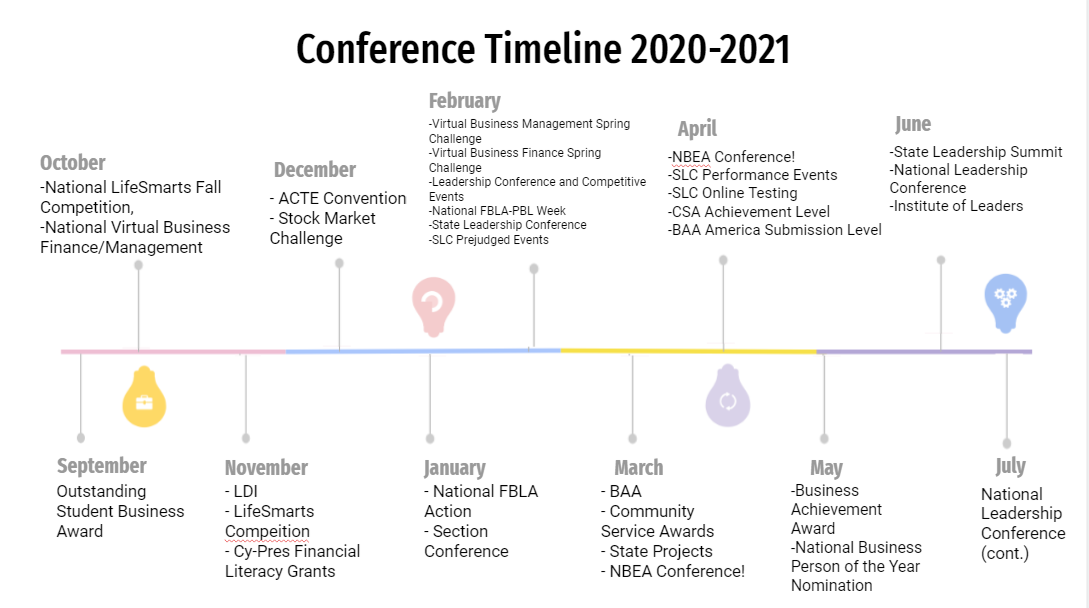 Conference Timeline 2020-2021
October
-National LifeSmarts Fall
Competition,
-National Virtual Business
Finance/Management
December
- ACTE Convention
- Stock Market
Challenge
February
-Virtual Business Management Spring
Challenge
-Virtual Business Finance Spring
Challenge
-Leadership Conference and Competitive
Events
-National FBLA-PBL Week
-State Leadership Conference
-SLC Prejudged Events
April
-NBEA Conference!
-SLC Performance Events
-SLC Online Testing
-CSA Achievement Level
-BAA America Submission Level
June
-State Leadership Summit
-National Leadership
Conference
-Institute of Leaders
September
Outstanding
Student Business
Award
November
- LDI
- LifeSmarts
Compeition
- Cy-Pres Financial
Literacy Grants
January
- National FBLA
Action
- Section
Conference
March
- BAA
- Community
Service Awards
- State Projects
- NBEA Conference!
May
-Business
Achievement
Award
-National Business
Person of the Year
Nomination
July
National
Leadership
Conference
(cont.)